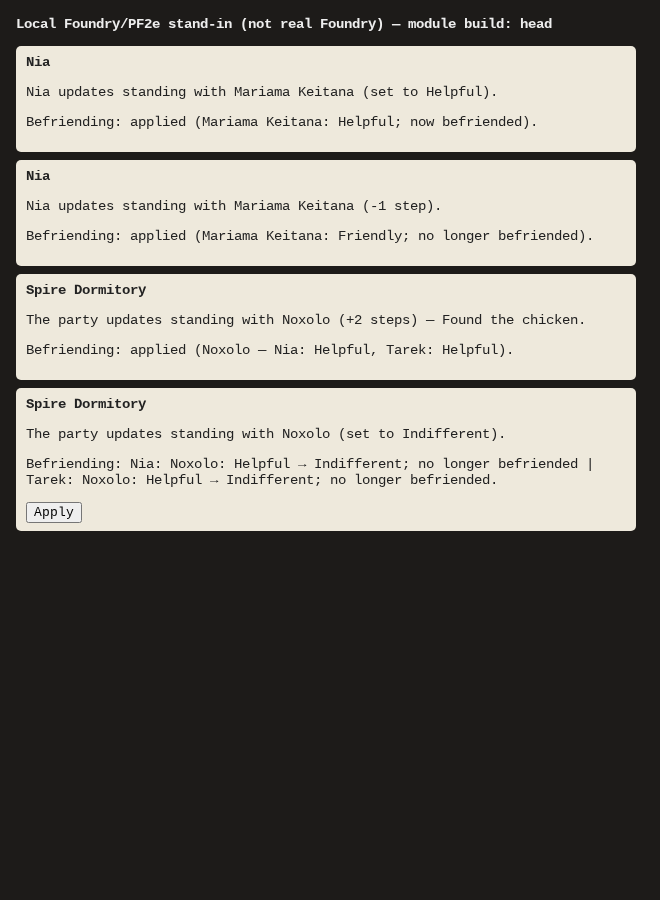 Local Foundry/PF2e stand-in (not real Foundry) — module build: head
Nia
Nia updates standing with Mariama Keitana (set to Helpful).
Befriending: applied (Mariama Keitana: Helpful; now befriended).
Nia
Nia updates standing with Mariama Keitana (-1 step).
Befriending: applied (Mariama Keitana: Friendly; no longer befriended).
Spire Dormitory
The party updates standing with Noxolo (+2 steps) — Found the chicken.
Befriending: applied (Noxolo — Nia: Helpful, Tarek: Helpful).
Spire Dormitory
The party updates standing with Noxolo (set to Indifferent).
Befriending: Nia: Noxolo: Helpful → Indifferent; no longer befriended |
Tarek: Noxolo: Helpful → Indifferent; no longer befriended.
Apply